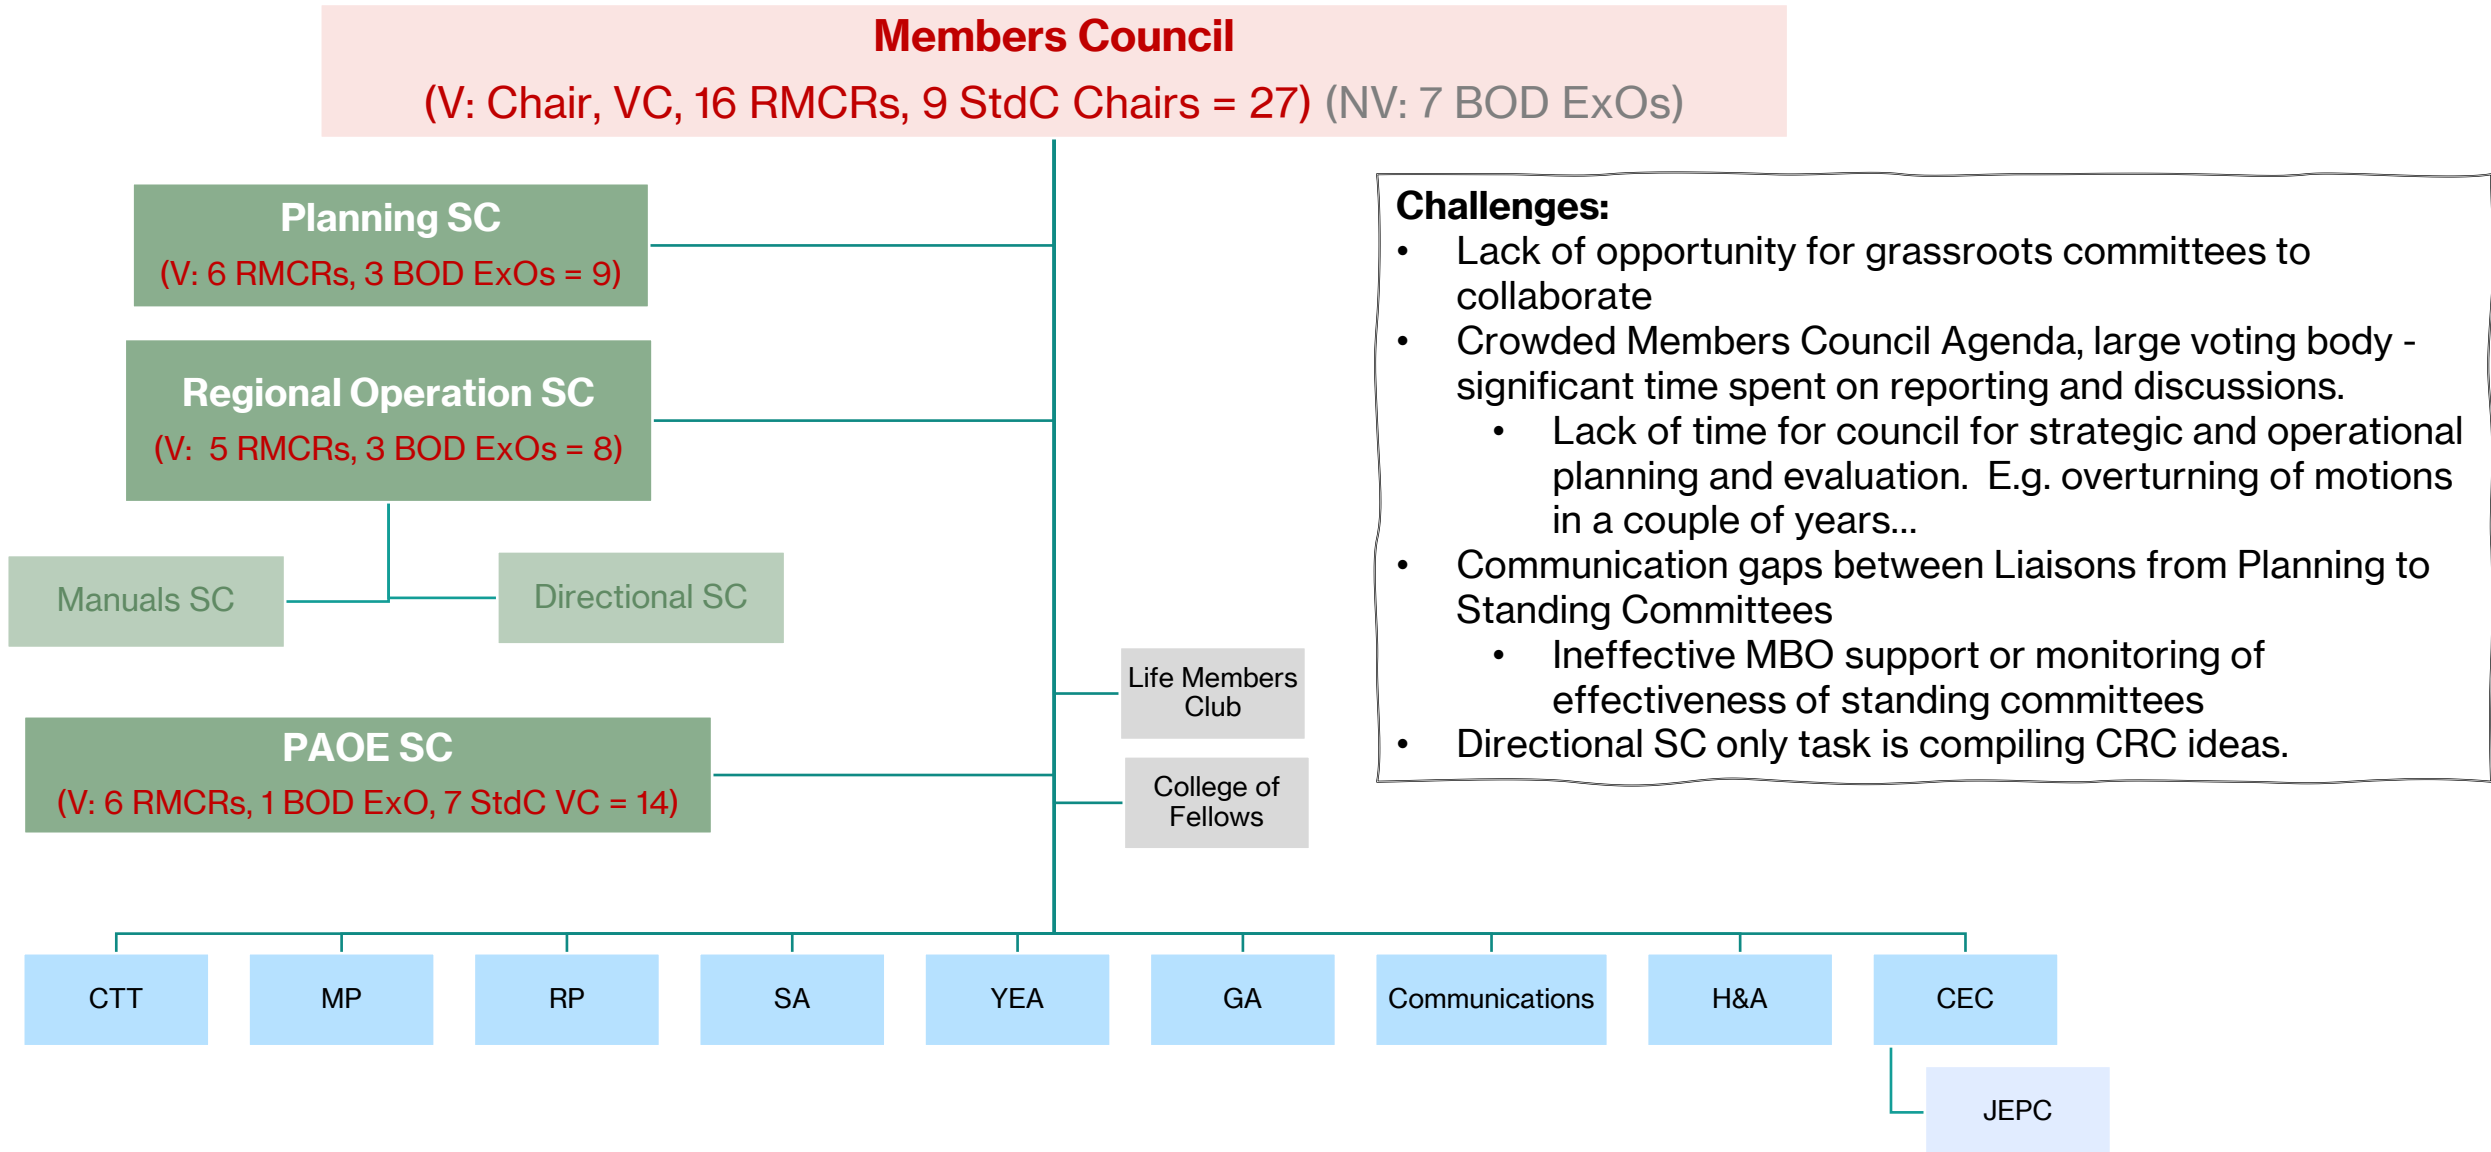 Members Council
(V: Chair, VC, 16 RMCRs, 9 StdC Chairs = 27) (NV: 7 BOD ExOs)
Planning SC
(V: 6 RMCRs, 3 BOD ExOs = 9)
Regional Operation SC
(V:  5 RMCRs, 3 BOD ExOs = 8)
Manuals SC
Directional SC
PAOE SC
(V: 6 RMCRs, 1 BOD ExO, 7 StdC VC = 14)
Life Members
Club
College of
Fellows
Challenges:
• Lack of opportunity for grassroots committees to
collaborate
• Crowded Members Council Agenda, large voting body -
significant time spent on reporting and discussions.
• Lack of time for council for strategic and operational
planning and evaluation.  E.g. overturning of motions
in a couple of years...
• Communication gaps between Liaisons from Planning to
Standing Committees
• Ineffective MBO support or monitoring of
effectiveness of standing committees
• Directional SC only task is compiling CRC ideas.
CTT
MP
RP
SA
YEA
GA
Communications
H&A
CEC
JEPC